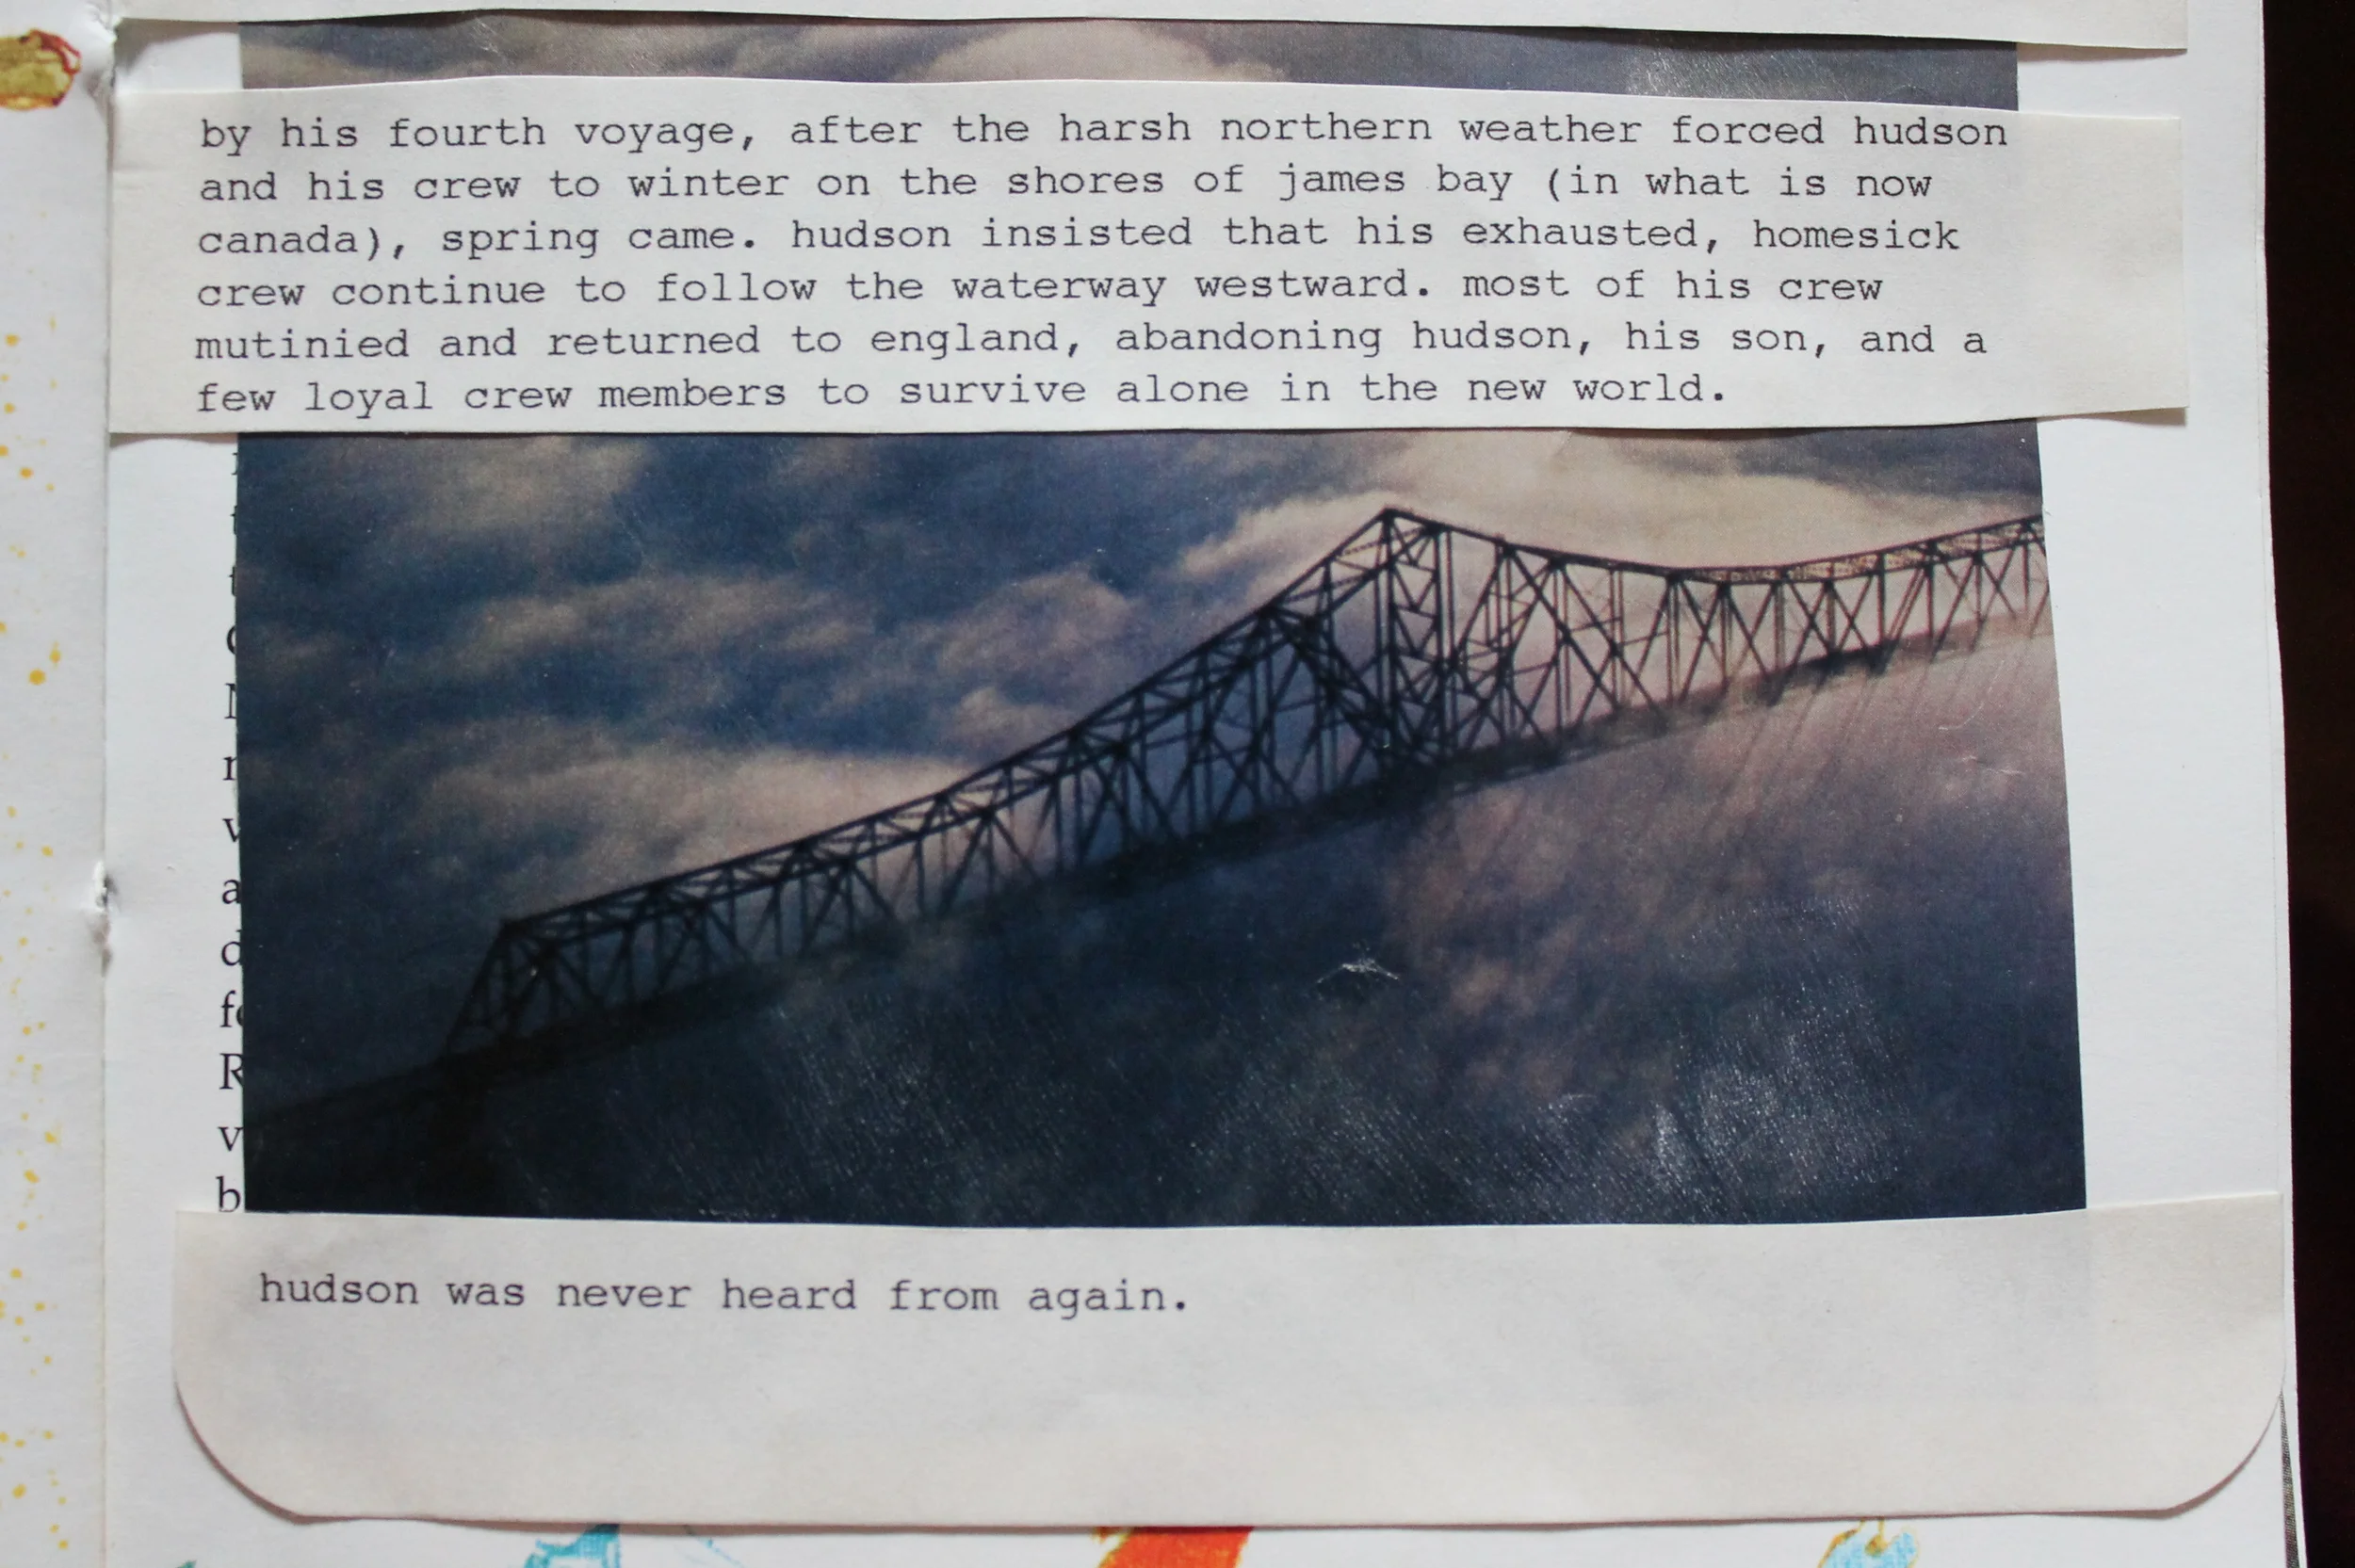 by his fourth voyage, after the harsh northern weather forced hudson
and his crew to winter on the shores of james bay (in what is now
canada), spring came. hudson insisted that his exhausted, homesick
crew continue to follow the waterway westward. most of his crew
mutinied and returned to england, abandoning hudson, his son, and a
few loyal crew members to survive alone in the new world.
hudson was never heard from again.